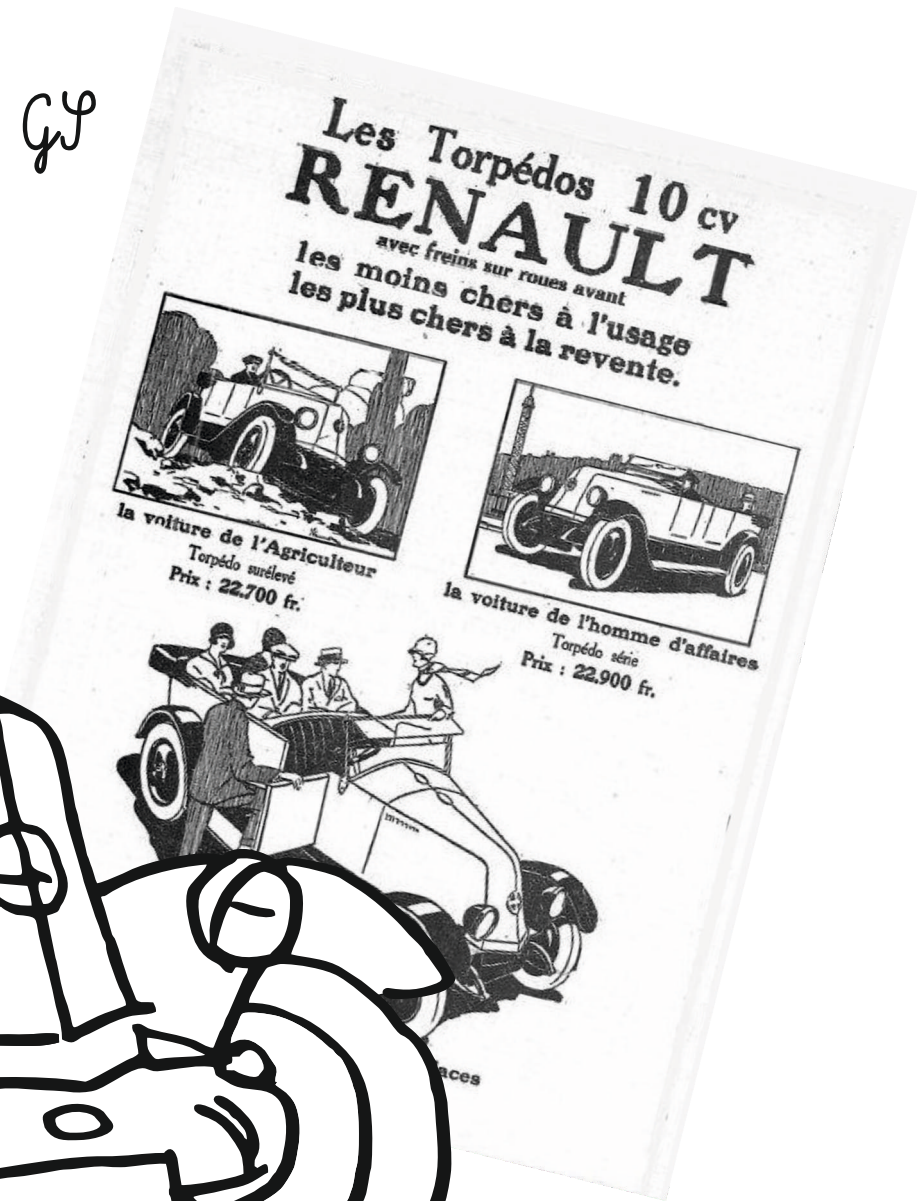 GS
Les Torpédos 10 cv
RENAULT
avec freins sur roues avant
les moins chers à l'usage
les plus chers à la revente.
la voiture de l'Agriculteur
Torpédo surélevé
Prix : 22.700 fr.
la voiture de l'homme d'affaires
Torpédo série
Prix : 22.900 fr.